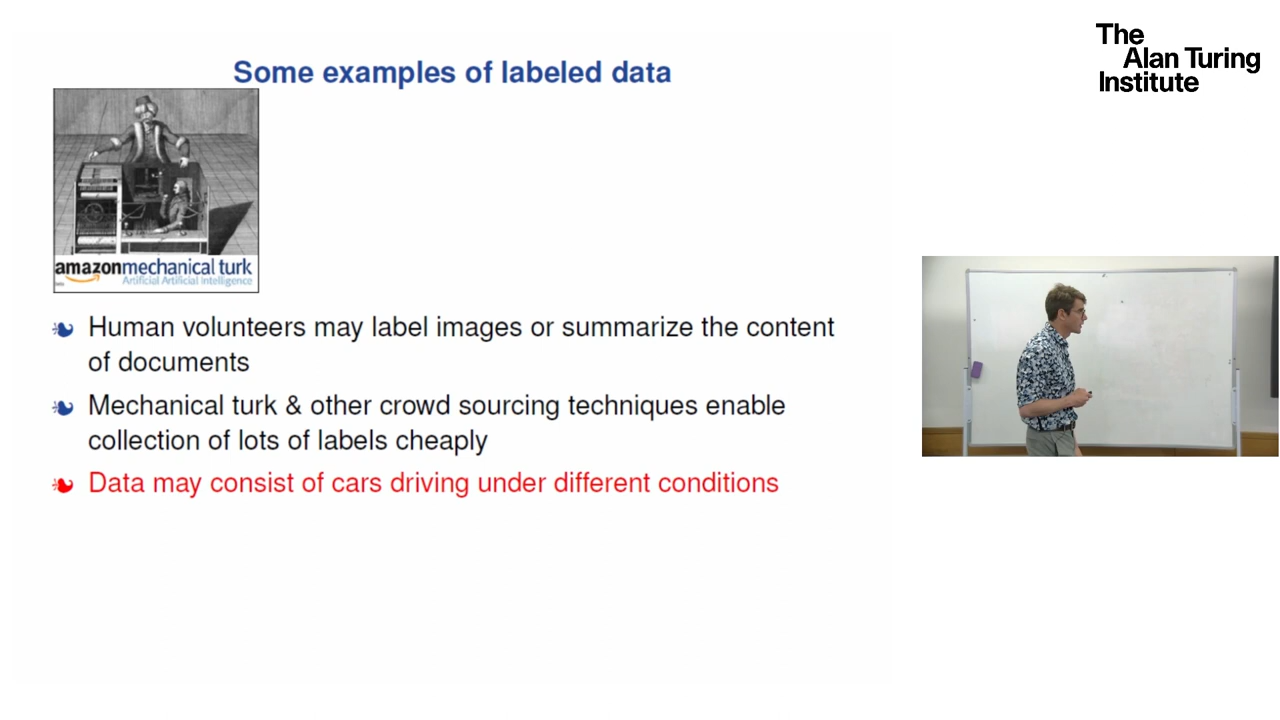 Some examples of labeled data
amazonmechanical turk
Artificial Artificial Intelligence
beta
Human volunteers may label images or summarize the content
of documents
Mechanical turk & other crowd sourcing techniques enable
collection of lots of labels cheaply
Data may consist of cars driving under different conditions
The
Alan Turing
Institute